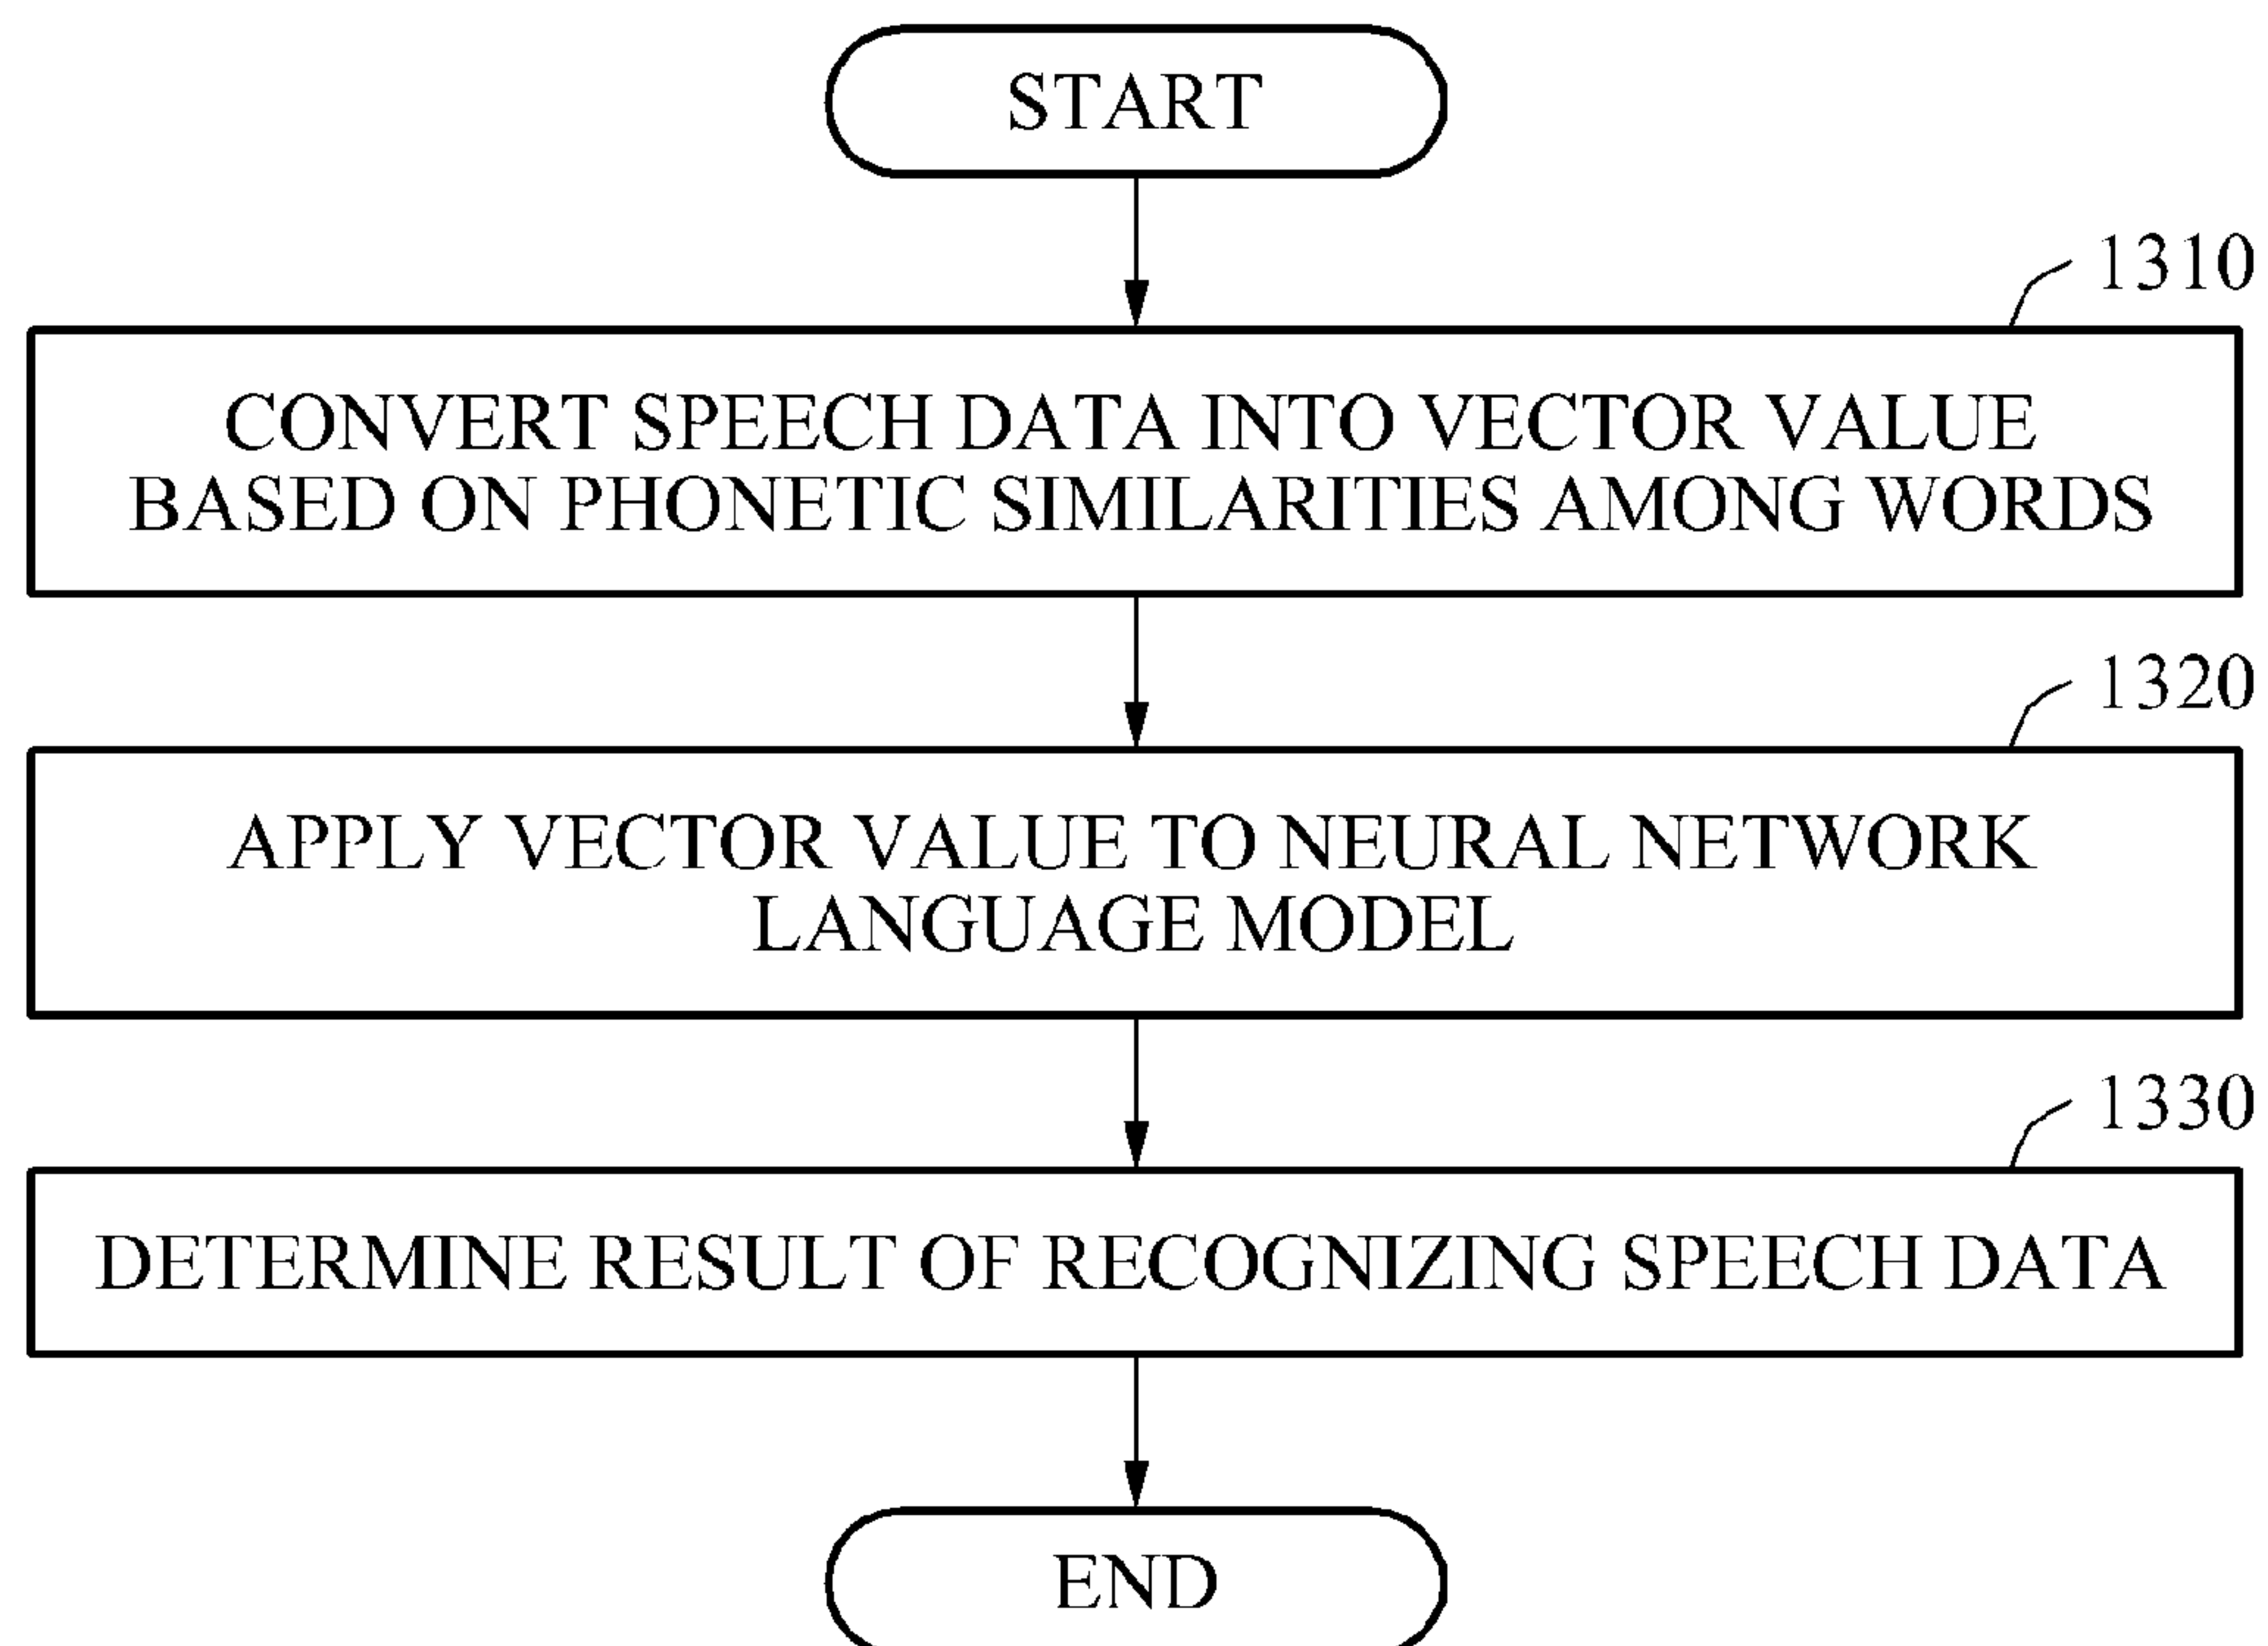 START
1310
CONVERT SPEECH DATA INTO VECTOR VALUE
BASED ON PHONETIC SIMILARITIES AMONG WORDS
1320
APPLY VECTOR VALUE TO NEURAL NETWORK
LANGUAGE MODEL
1330
DETERMINE RESULT OF RECOGNIZING SPEECH DATA
END